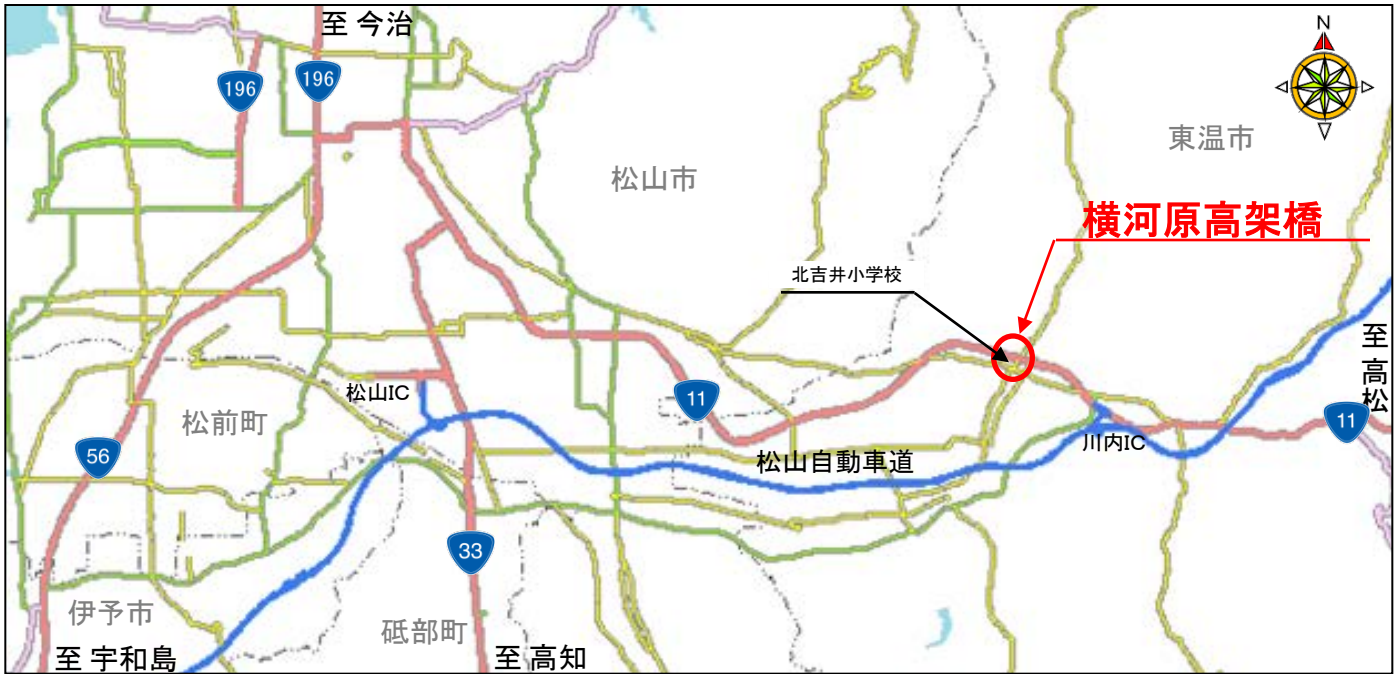 至 今治
N
196
196
東温市
松山市
横河原高架橋
北吉井小学校
至 高松
松山IC
11
松前町
11
川内IC
56
松山自動車道
33
伊予市
砥部町
至 宇和島
至 高知